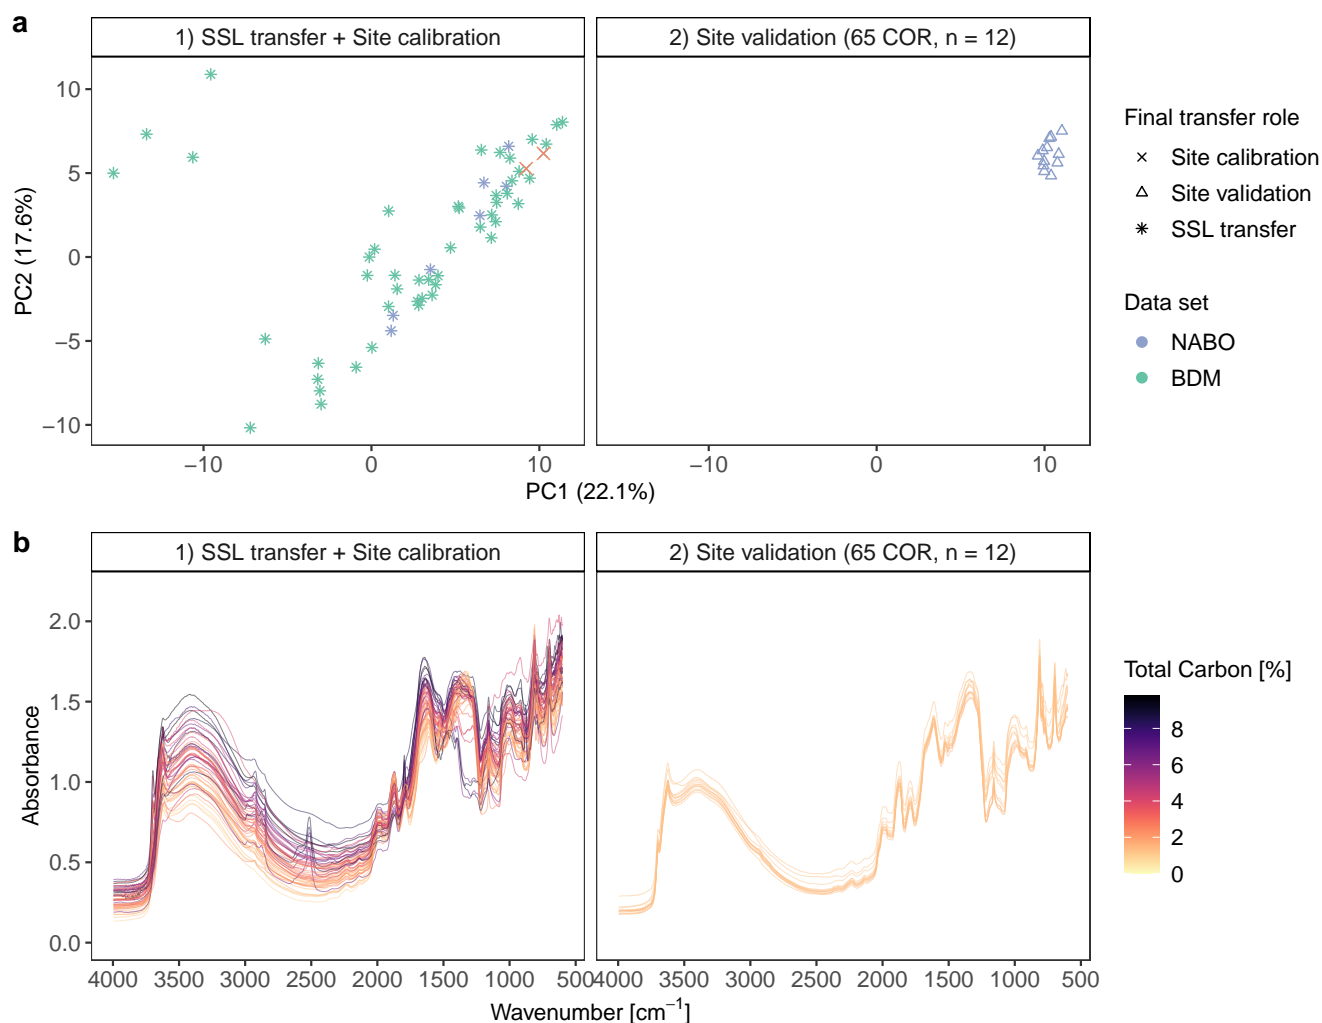 a
1) SSL transfer + Site calibration
2) Site validation (65 COR, n = 12)
PC2 (17.6%)
10
5
0
−5
−10
−10
0
10
−10
0
10
PC1 (22.1%)
Final transfer role
Site calibration
Site validation
SSL transfer
Data set
NABO
BDM
b
1) SSL transfer + Site calibration
2) Site validation (65 COR, n = 12)
Absorbance
2.0
1.5
1.0
0.5
0.0
4000 3500 3000 2500 2000 1500 1000 500
4000 3500 3000 2500 2000 1500 1000 500
Wavenumber [cm⁻¹]
Total Carbon [%]
8
6
4
2
0